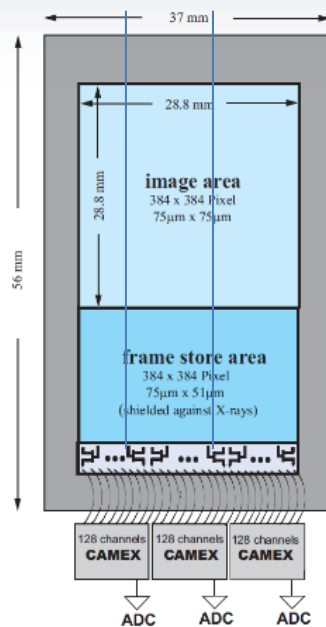 37 mm
28.8 mm
28.8 mm
56 mm
image area
384 x 384 Pixel
75µm x 75µm
frame store area
384 x 384 Pixel
75µm x 51µm
(shielded against X-rays)
128 channels
CAMEX
128 channels
CAMEX
128 channels
CAMEX
ADC
ADC
ADC